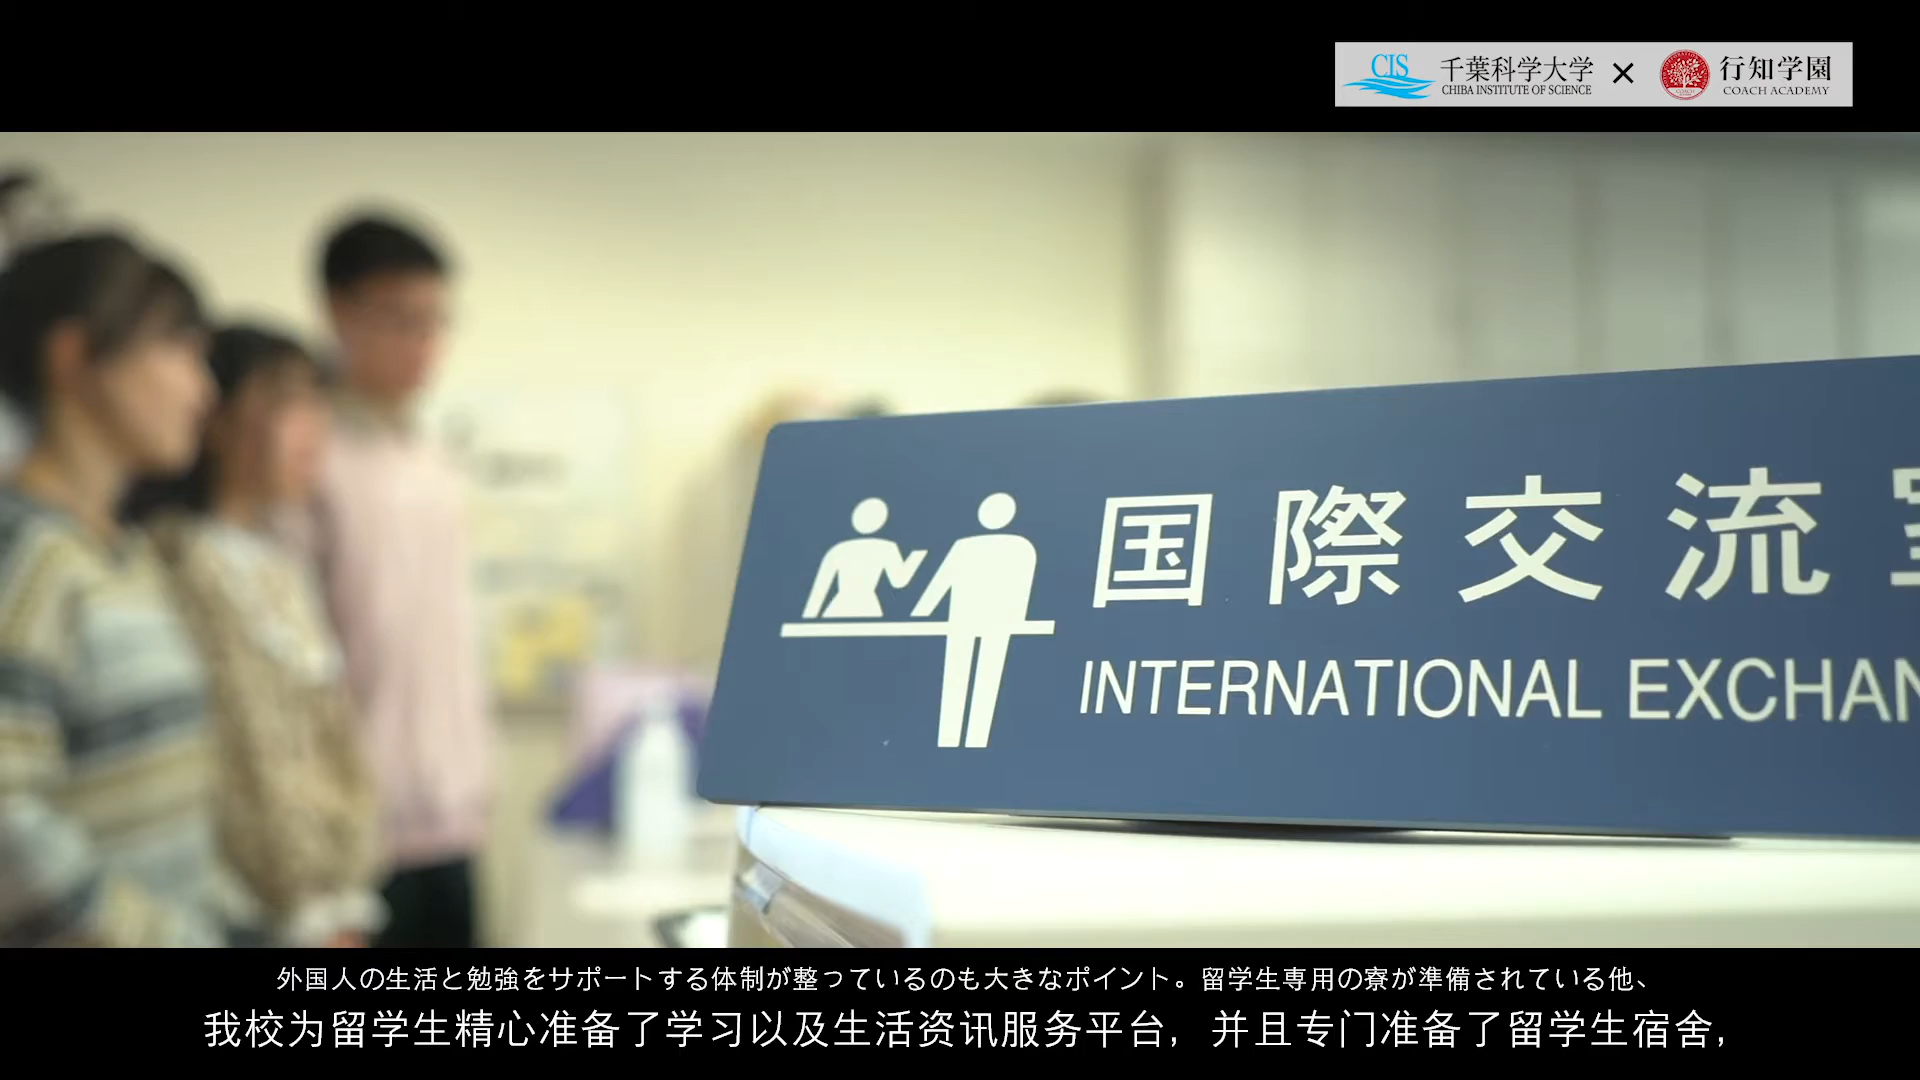 CIS 千葉科学大学 × 行知学園
CHIBA INSTITUTE OF SCIENCE COACH ACADEMY
国際交流
INTERNATIONAL EXCHAN
外国人の生活と勉強をサポートする体制が整っているのも大きなポイント。留学生専用の寮が準備されている他、
我校为留学生精心准备了学习以及生活资讯服务平台，并且专门准备了留学生宿舍，